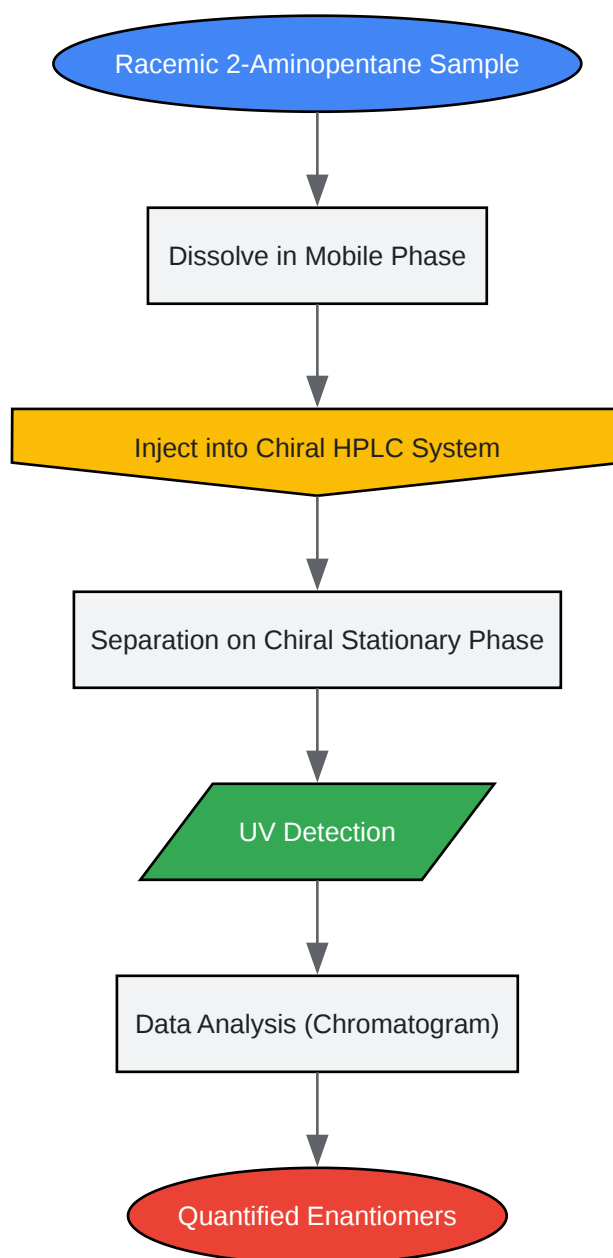 Racemic 2-Aminopentane Sample
Dissolve in Mobile Phase
Inject into Chiral HPLC System
Separation on Chiral Stationary Phase
UV Detection
Data Analysis (Chromatogram)
Quantified Enantiomers